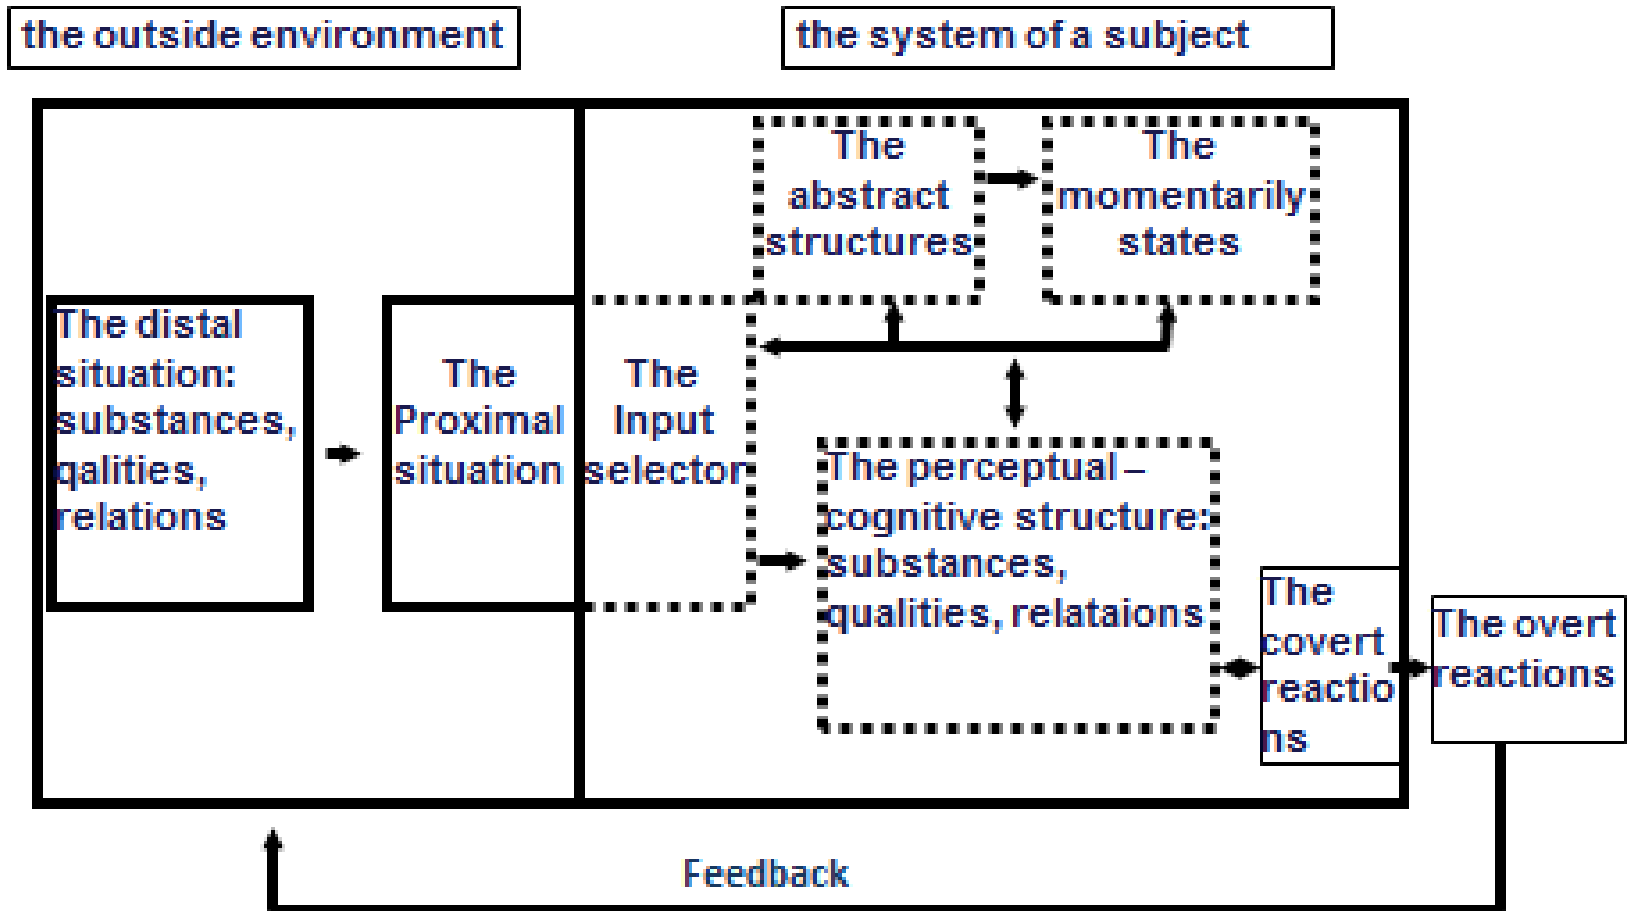 the outside environment
the system of a subject
The
abstract
structures
The
momentarily
states
The distal
situation:
substances,
qalities,
relations
The
Proximal
situation
The
Input
selector
The perceptual –
cognitive structure:
substances,
qualities, relataions
The
covert
reactio
ns
The overt
reactions
Feedback